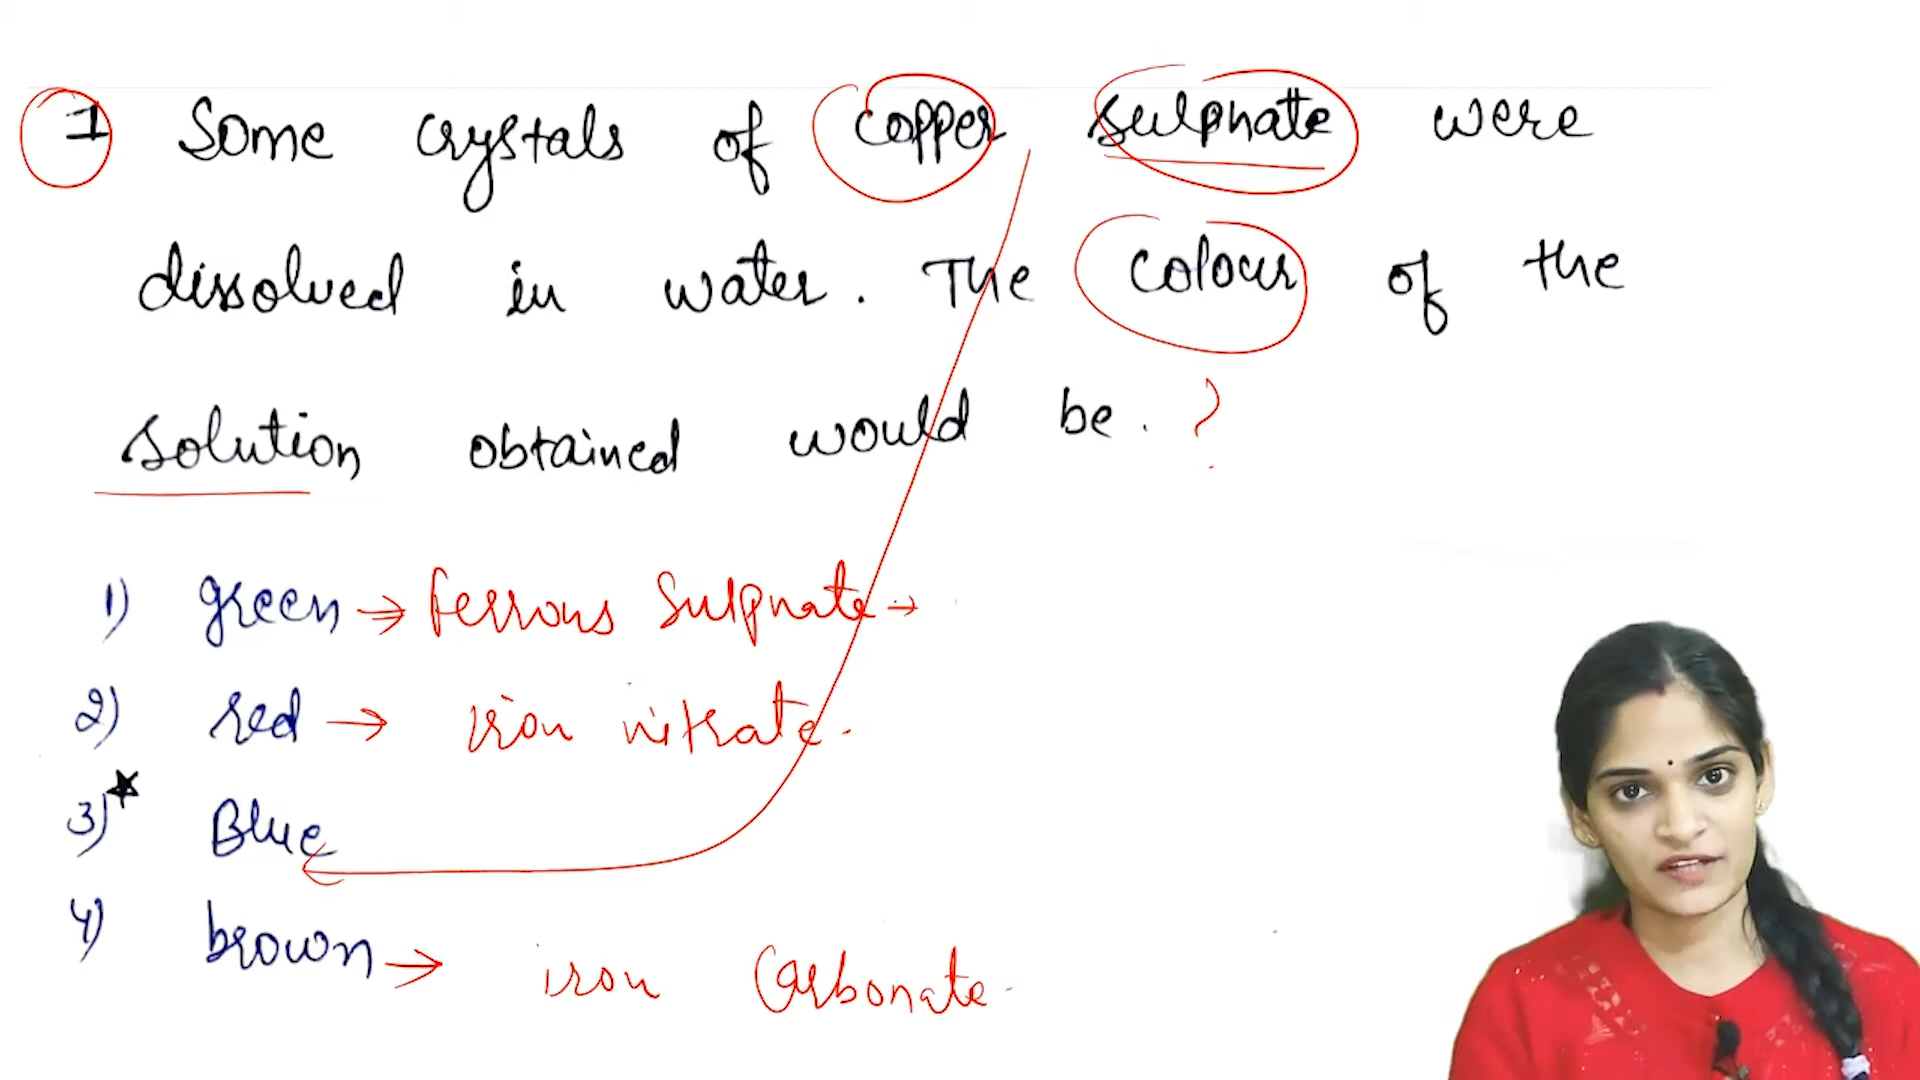 1 Some crystals of copper sulphate were
dissolved in water. The colour of the
solution obtained would be. ?
1) green → ferrous sulphate →
2) red → iron nitrate.
3)★ Blue
4) brown → iron Carbonate.